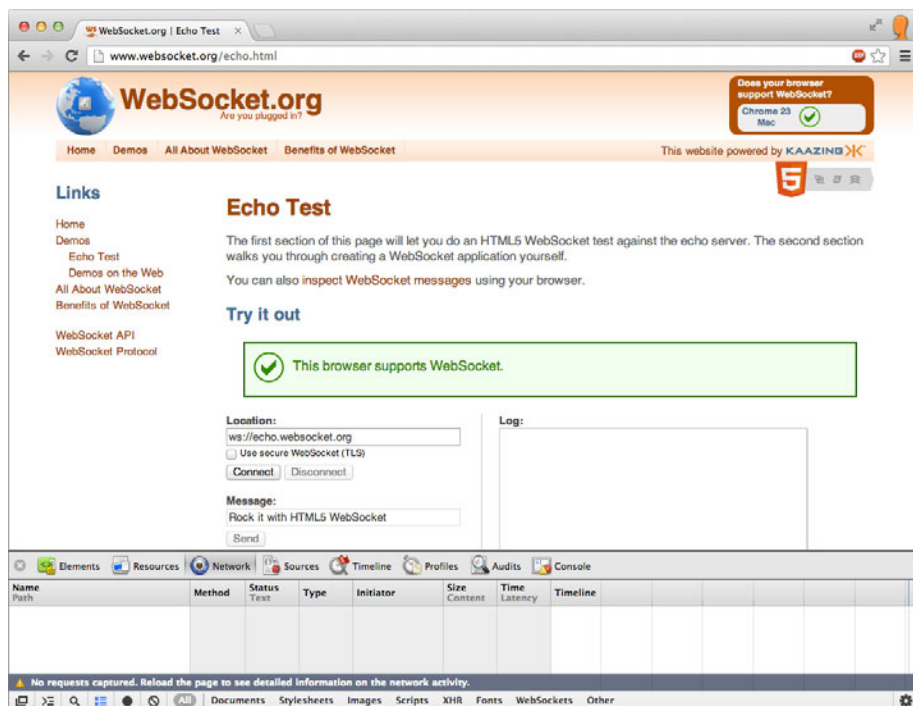 WebSocket.org | Echo Test
www.websocket.org/echo.html
WebSocket.org
Are you plugged in?
Does your browser
support WebSocket?
Chrome 23
Mac
Home Demos All About WebSocket Benefits of WebSocket
This website powered by KAAZING
5
Links
Home
Demos
Echo Test
Demos on the Web
All About WebSocket
Benefits of WebSocket
WebSocket API
WebSocket Protocol
Echo Test
The first section of this page will let you do an HTML5 WebSocket test against the echo server. The second section
walks you through creating a WebSocket application yourself.
You can also inspect WebSocket messages using your browser.
Try it out
This browser supports WebSocket.
Location:
ws://echo.websocket.org
Use secure WebSocket (TLS)
Connect Disconnect
Message:
Rock it with HTML5 WebSocket
Send
Log:
Elements Resources Network Sources Timeline Profiles Audits Console
Name Method Status Type Initiator Size Time Timeline
Path Text Content Latency
No requests captured. Reload the page to see detailed information on the network activity.
All Documents Stylesheets Images Scripts XHR Fonts WebSockets Other